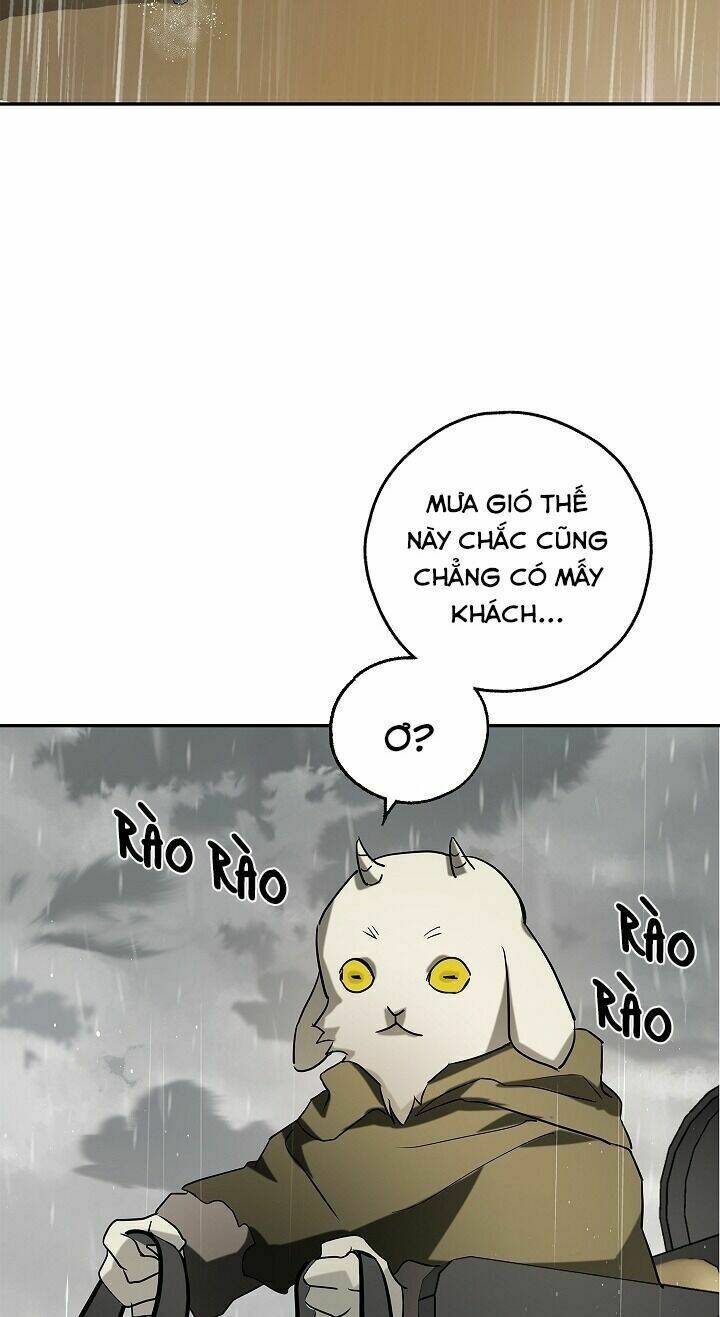 MƯA GIÓ THẾ
NÀY CHẮC CŨNG
CHẲNG CÓ MẤY
KHÁCH...
Ơ?
RÀO RÀO
RÀO
RÀO